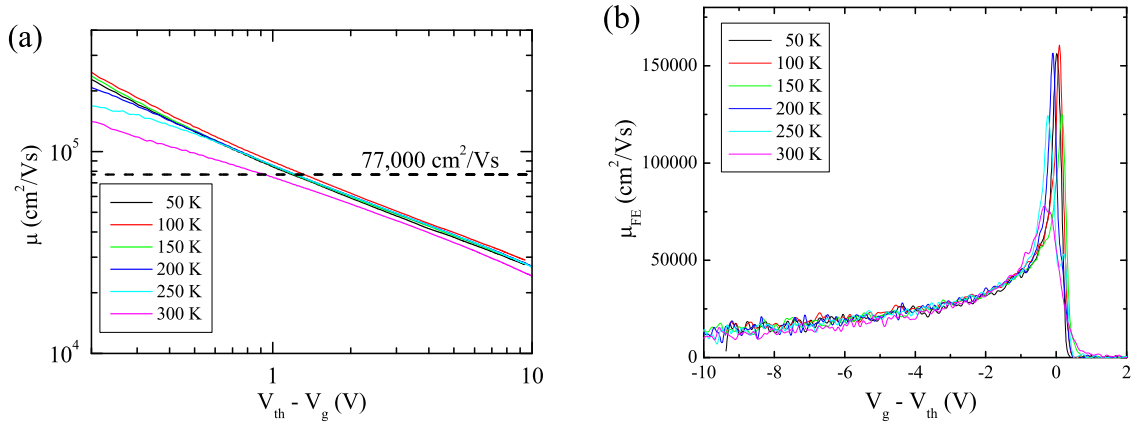 (a)
10⁵
10⁴
μ (cm²/Vs)
77,000 cm²/Vs
50 K
100 K
150 K
200 K
250 K
300 K
1
10
V_th - V_g (V)
(b)
150000
100000
50000
0
μ_FE (cm²/Vs)
50 K
100 K
150 K
200 K
250 K
300 K
-10
-8
-6
-4
-2
0
2
V_g - V_th (V)